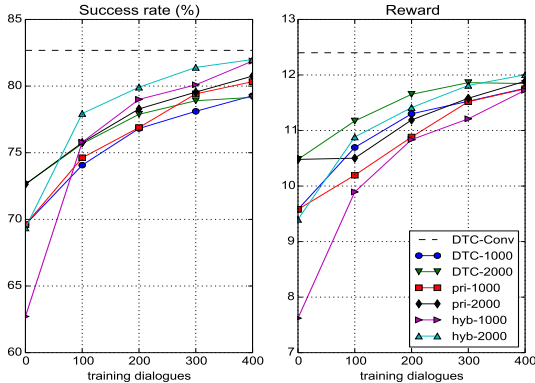 Success rate (%)
85
80
75
70
65
60
0 100 200 300 400
training dialogues
Reward
13
12
11
10
9
8
7
0 100 200 300 400
training dialogues
DTC-Conv
DTC-1000
DTC-2000
pri-1000
pri-2000
hyb-1000
hyb-2000